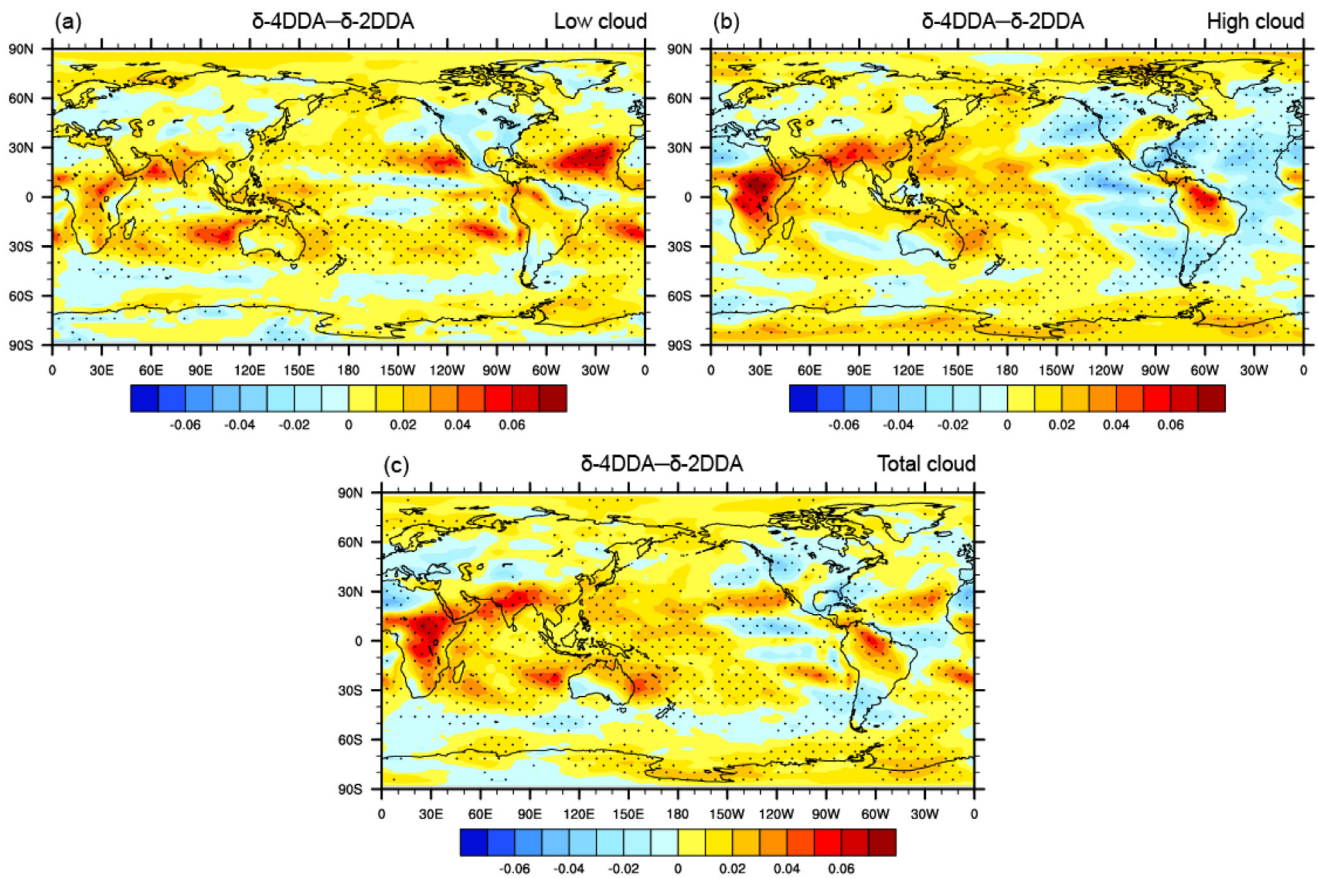 (a) δ-4DDA—δ-2DDA Low cloud
90N
60N
30N
0
30S
60S
90S
0 30E 60E 90E 120E 150E 180 150W 120W 90W 60W 30W 0
-0.06 -0.04 -0.02 0 0.02 0.04 0.06
(b) δ-4DDA—δ-2DDA High cloud
90N
60N
30N
0
30S
60S
90S
0 30E 60E 90E 120E 150E 180 150W 120W 90W 60W 30W 0
-0.06 -0.04 -0.02 0 0.02 0.04 0.06
(c) δ-4DDA—δ-2DDA Total cloud
90N
60N
30N
0
30S
60S
90S
0 30E 60E 90E 120E 150E 180 150W 120W 90W 60W 30W 0
-0.06 -0.04 -0.02 0 0.02 0.04 0.06